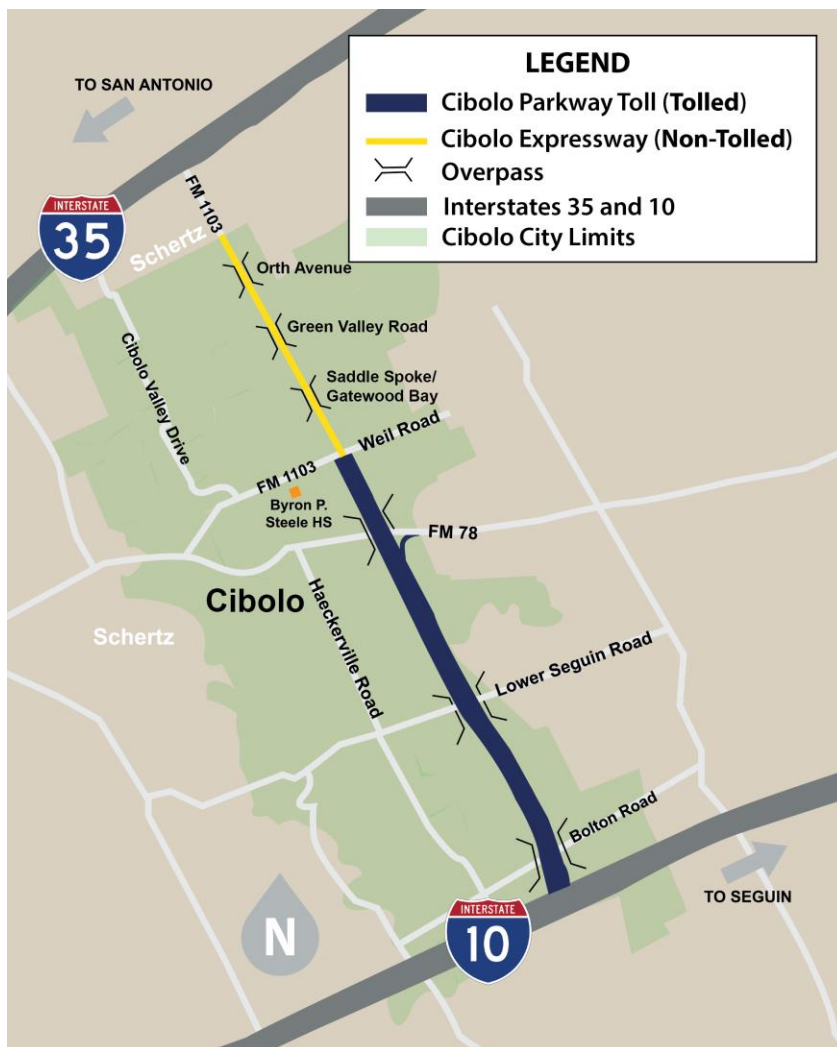 TO SAN ANTONIO
LEGEND
Cibolo Parkway Toll (Tolled)
Cibolo Expressway (Non-Tolled)
Overpass
Interstates 35 and 10
Cibolo City Limits
INTERSTATE
35
FM 1103
Schertz
Orth Avenue
Green Valley Road
Saddle Spoke/
Gatewood Bay
Cibolo Valley Drive
FM 1103
Weil Road
Byron P.
Steele HS
FM 78
Cibolo
Haeckerville Road
Schertz
Lower Seguin Road
Bolton Road
TO SEGUIN
N
INTERSTATE
10